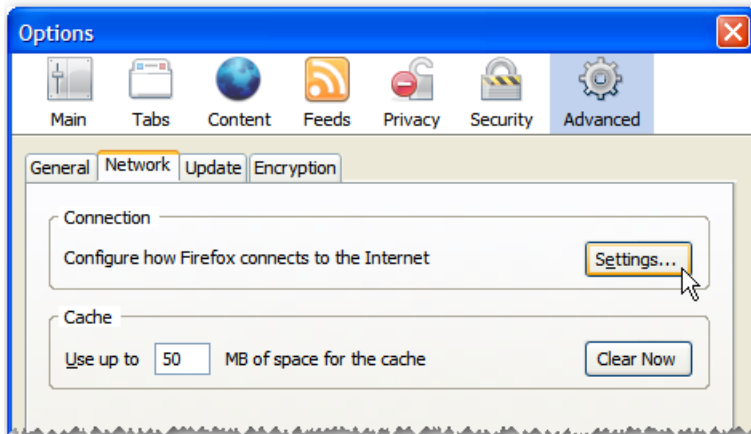 Options
Main Tabs Content Feeds Privacy Security Advanced
General Network Update Encryption
Connection
Configure how Firefox connects to the Internet Settings...
Cache
Use up to 50 MB of space for the cache Clear Now